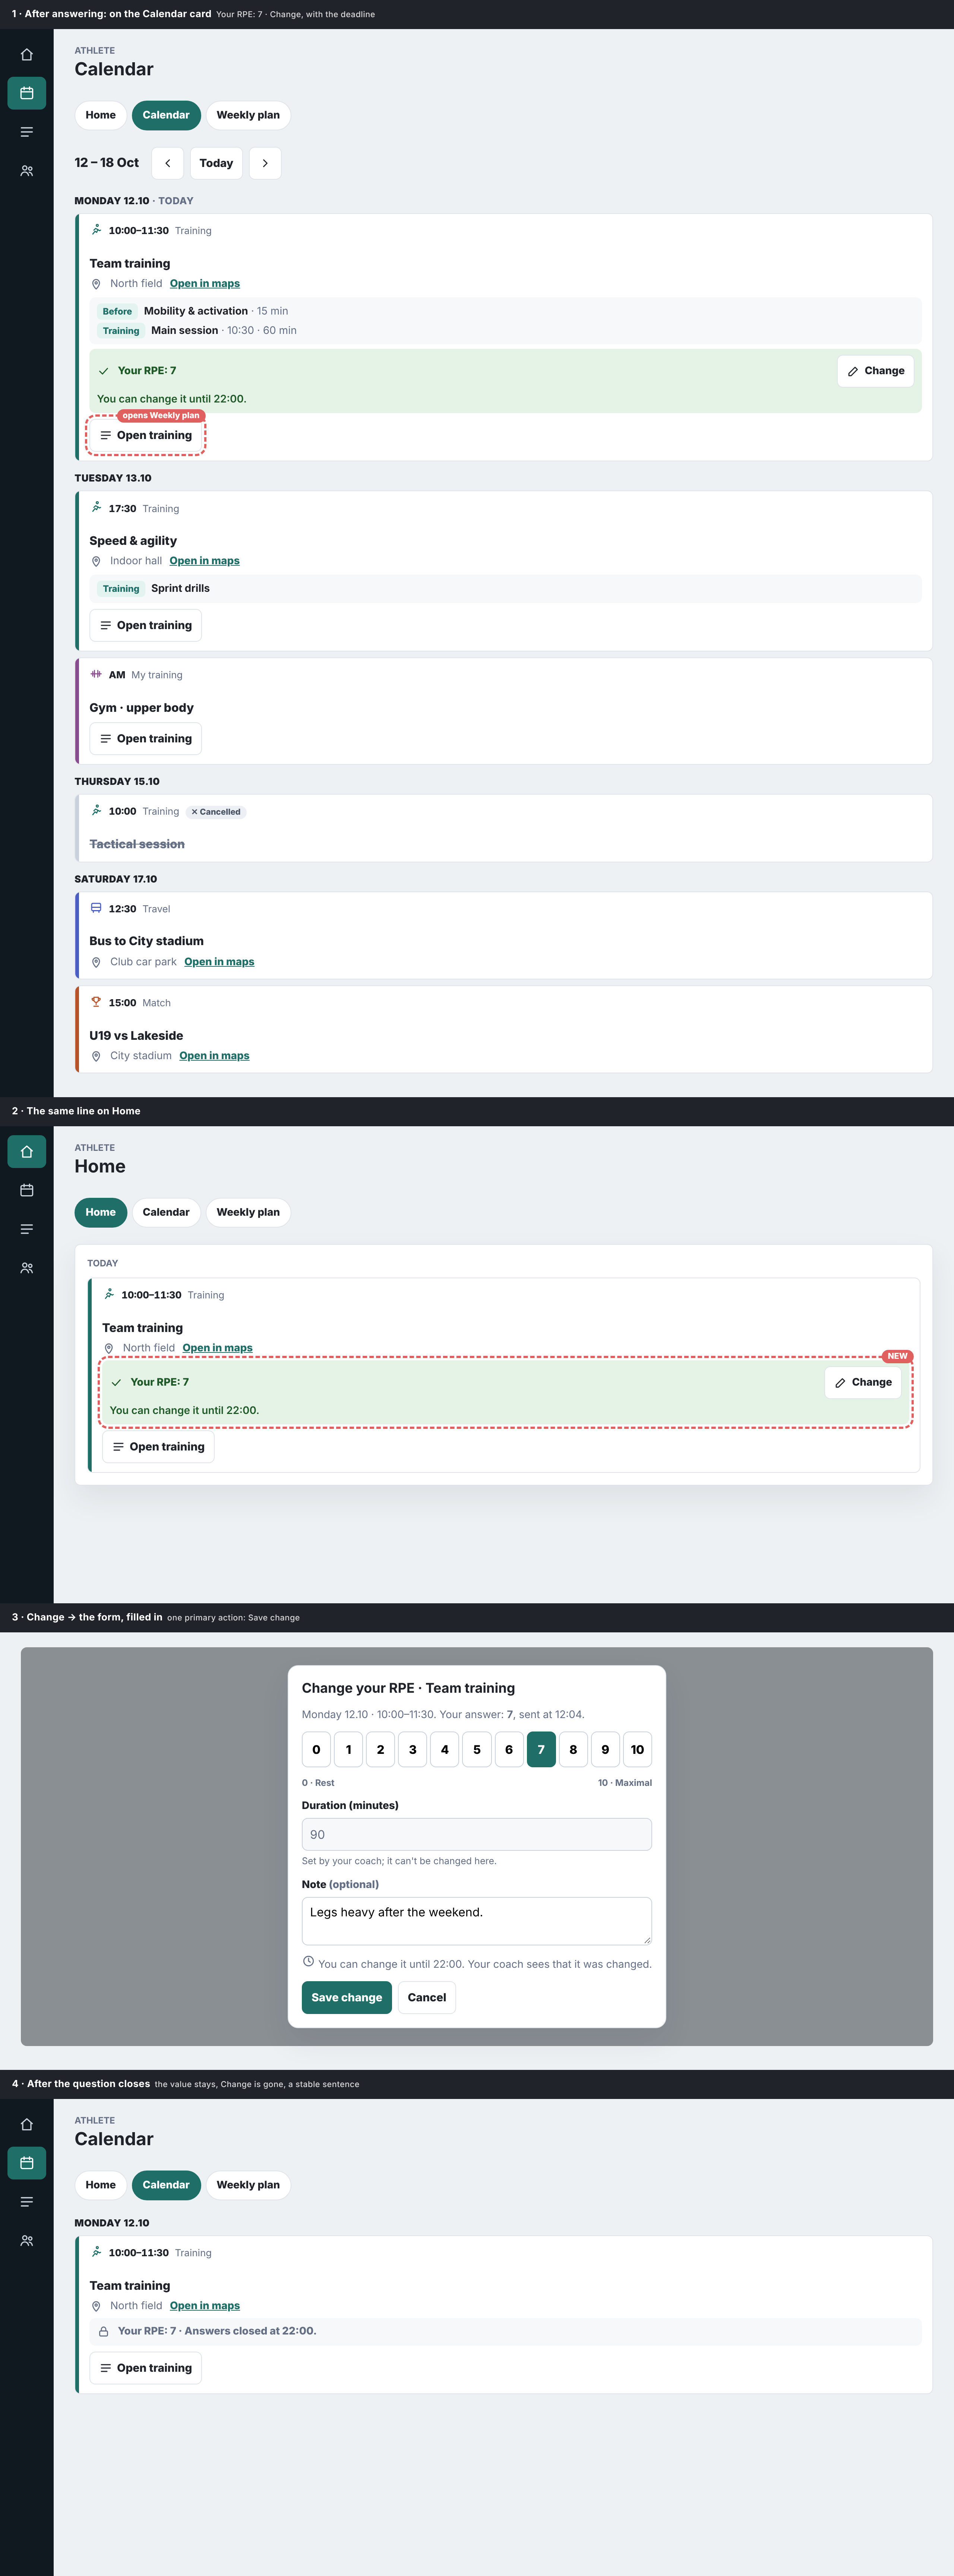 1 · After answering: on the Calendar card Your RPE: 7 · Change, with the deadline
ATHLETE
Calendar
Home Calendar Weekly plan
12 – 18 Oct Today
MONDAY 12.10 · TODAY
10:00–11:30 Training
Team training
North field Open in maps
Before Mobility & activation · 15 min
Training Main session · 10:30 · 60 min
Your RPE: 7 Change
You can change it until 22:00.
opens Weekly plan
Open training
TUESDAY 13.10
17:30 Training
Speed & agility
Indoor hall Open in maps
Training Sprint drills
Open training
AM My training
Gym · upper body
Open training
THURSDAY 15.10
10:00 Training × Cancelled
Tactical session
SATURDAY 17.10
12:30 Travel
Bus to City stadium
Club car park Open in maps
15:00 Match
U19 vs Lakeside
City stadium Open in maps
2 · The same line on Home
ATHLETE
Home
Home Calendar Weekly plan
TODAY
10:00–11:30 Training
Team training
North field Open in maps
NEW
Your RPE: 7 Change
You can change it until 22:00.
Open training
3 · Change → the form, filled in one primary action: Save change
Change your RPE · Team training
Monday 12.10 · 10:00–11:30. Your answer: 7, sent at 12:04.
0 1 2 3 4 5 6 7 8 9 10
0 · Rest 10 · Maximal
Duration (minutes)
90
Set by your coach; it can't be changed here.
Note (optional)
Legs heavy after the weekend.
You can change it until 22:00. Your coach sees that it was changed.
Save change Cancel
4 · After the question closes the value stays, Change is gone, a stable sentence
ATHLETE
Calendar
Home Calendar Weekly plan
MONDAY 12.10
10:00–11:30 Training
Team training
North field Open in maps
Your RPE: 7 · Answers closed at 22:00.
Open training